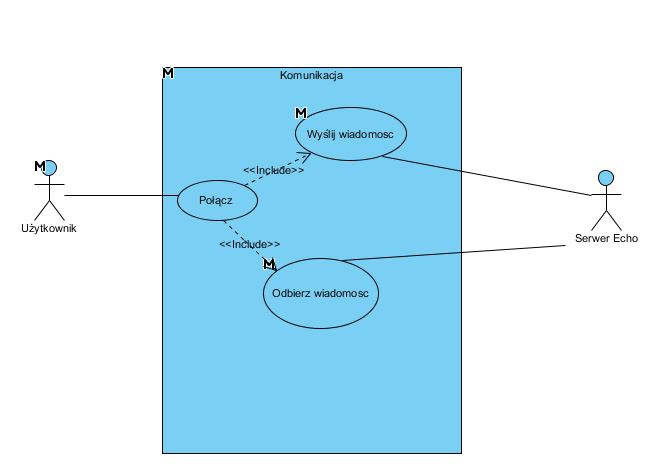 M
Komunikacja
M
Wyślij wiadomosc
<<Include>>
M
Użytkownik
Połącz
Serwer Echo
<<Include>>
M
Odbierz wiadomosc